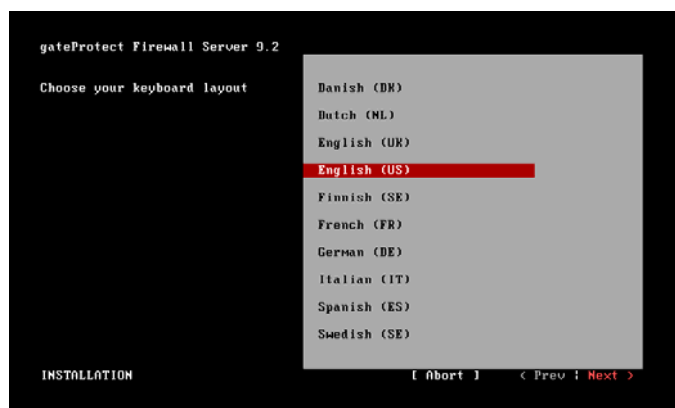 gateProtect Firewall Server 9.2
Choose your keyboard layout
Danish (DK)
Dutch (NL)
English (UK)
English (US)
Finnish (SE)
French (FR)
German (DE)
Italian (IT)
Spanish (ES)
Swedish (SE)
INSTALLATION [ Abort ] < Prev ¦ Next >